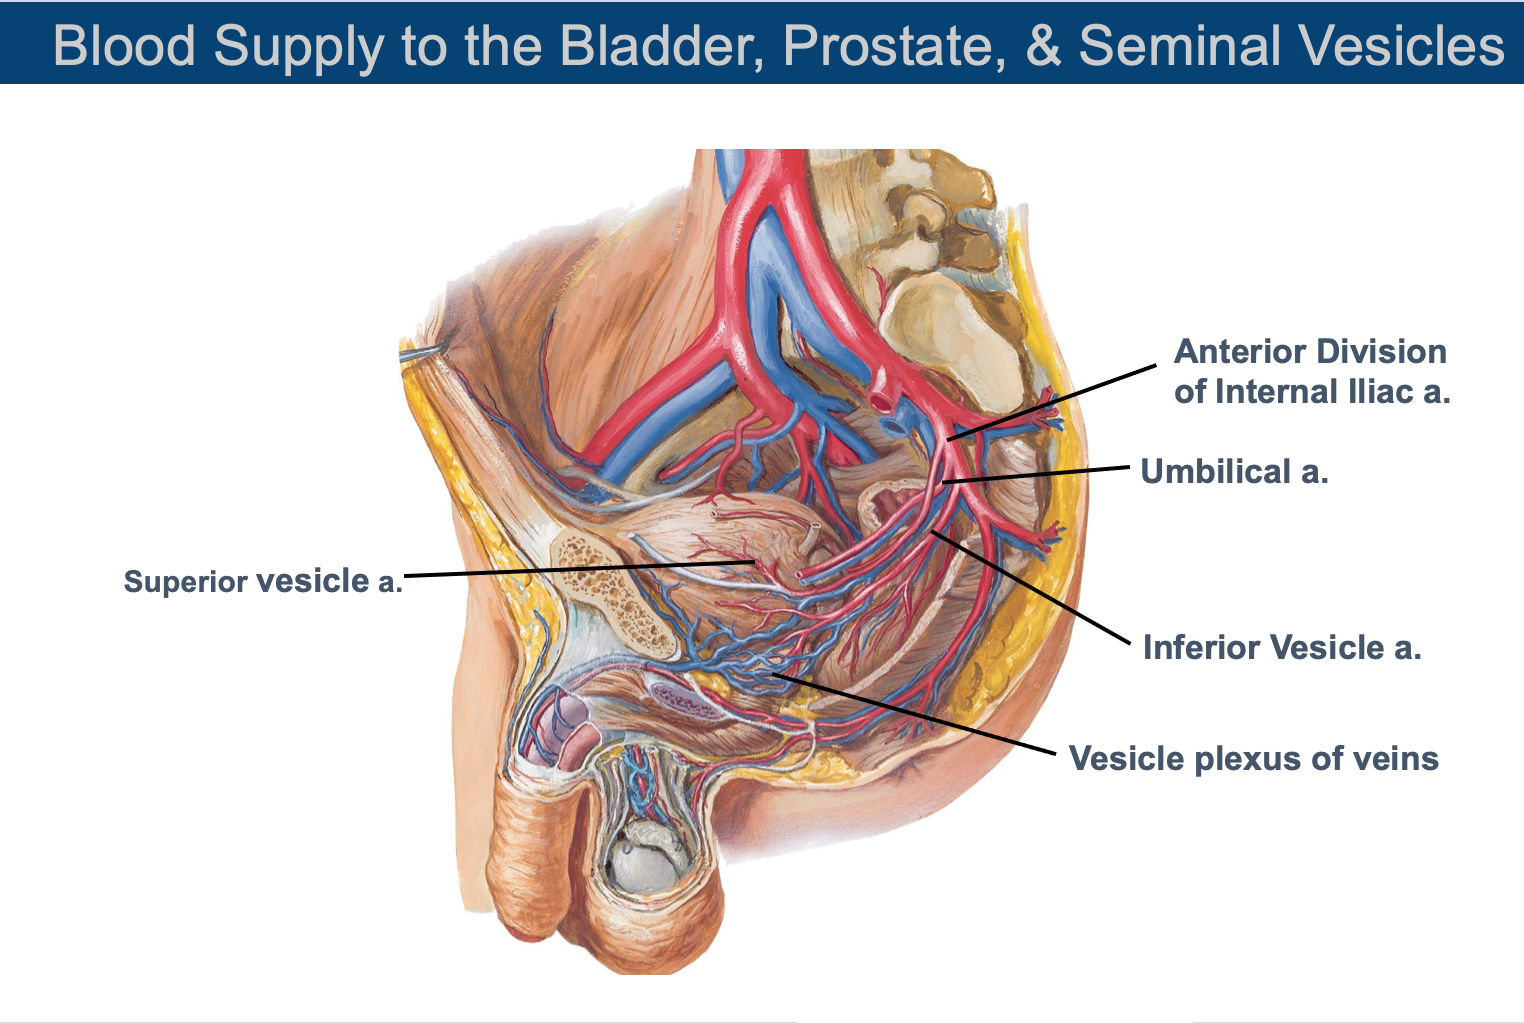 Blood Supply to the Bladder, Prostate, & Seminal Vesicles
Anterior Division
of Internal Iliac a.
Umbilical a.
Superior vesicle a.
Inferior Vesicle a.
Vesicle plexus of veins